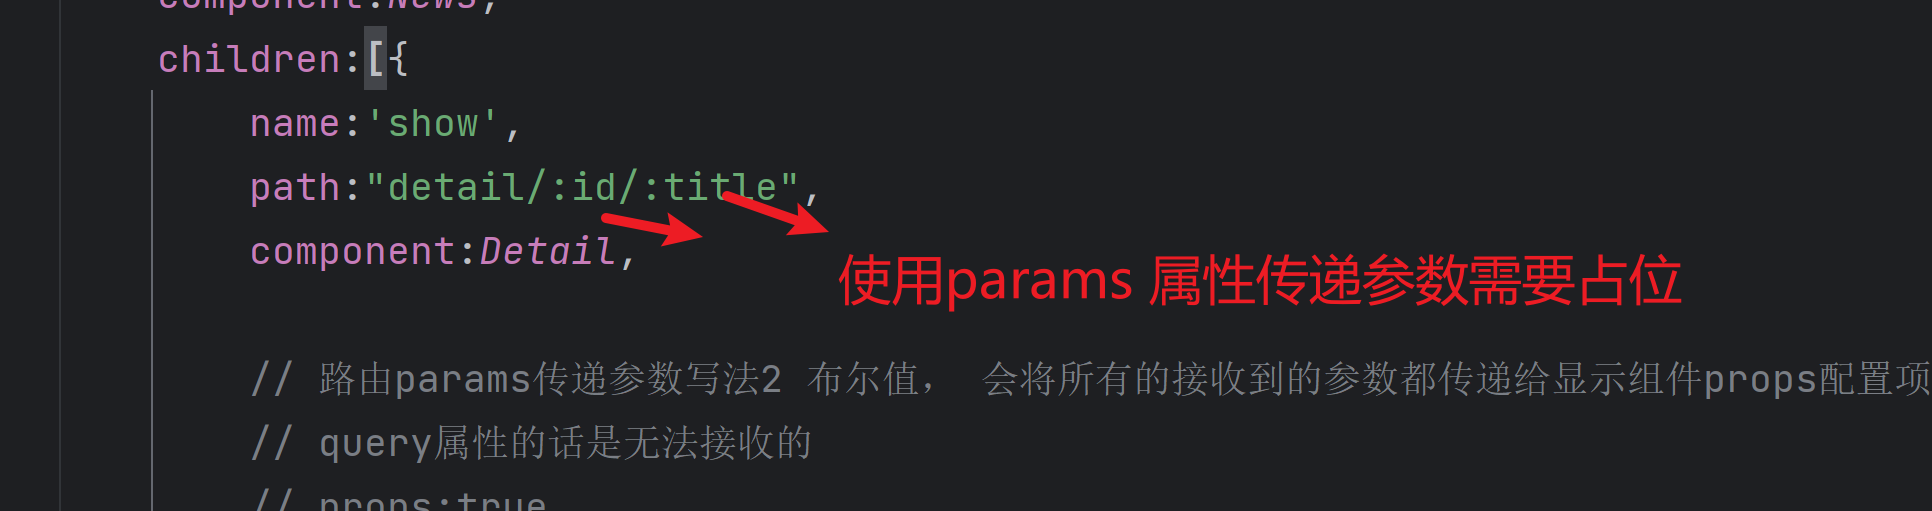 component:News,
children:[{
name:'show',
path:"detail/:id/:title",
component:Detail,
使用params 属性传递参数需要占位
// 路由params传递参数写法2 布尔值， 会将所有的接收到的参数都传递给显示组件props配置项
// query属性的话是无法接收的
// props:true